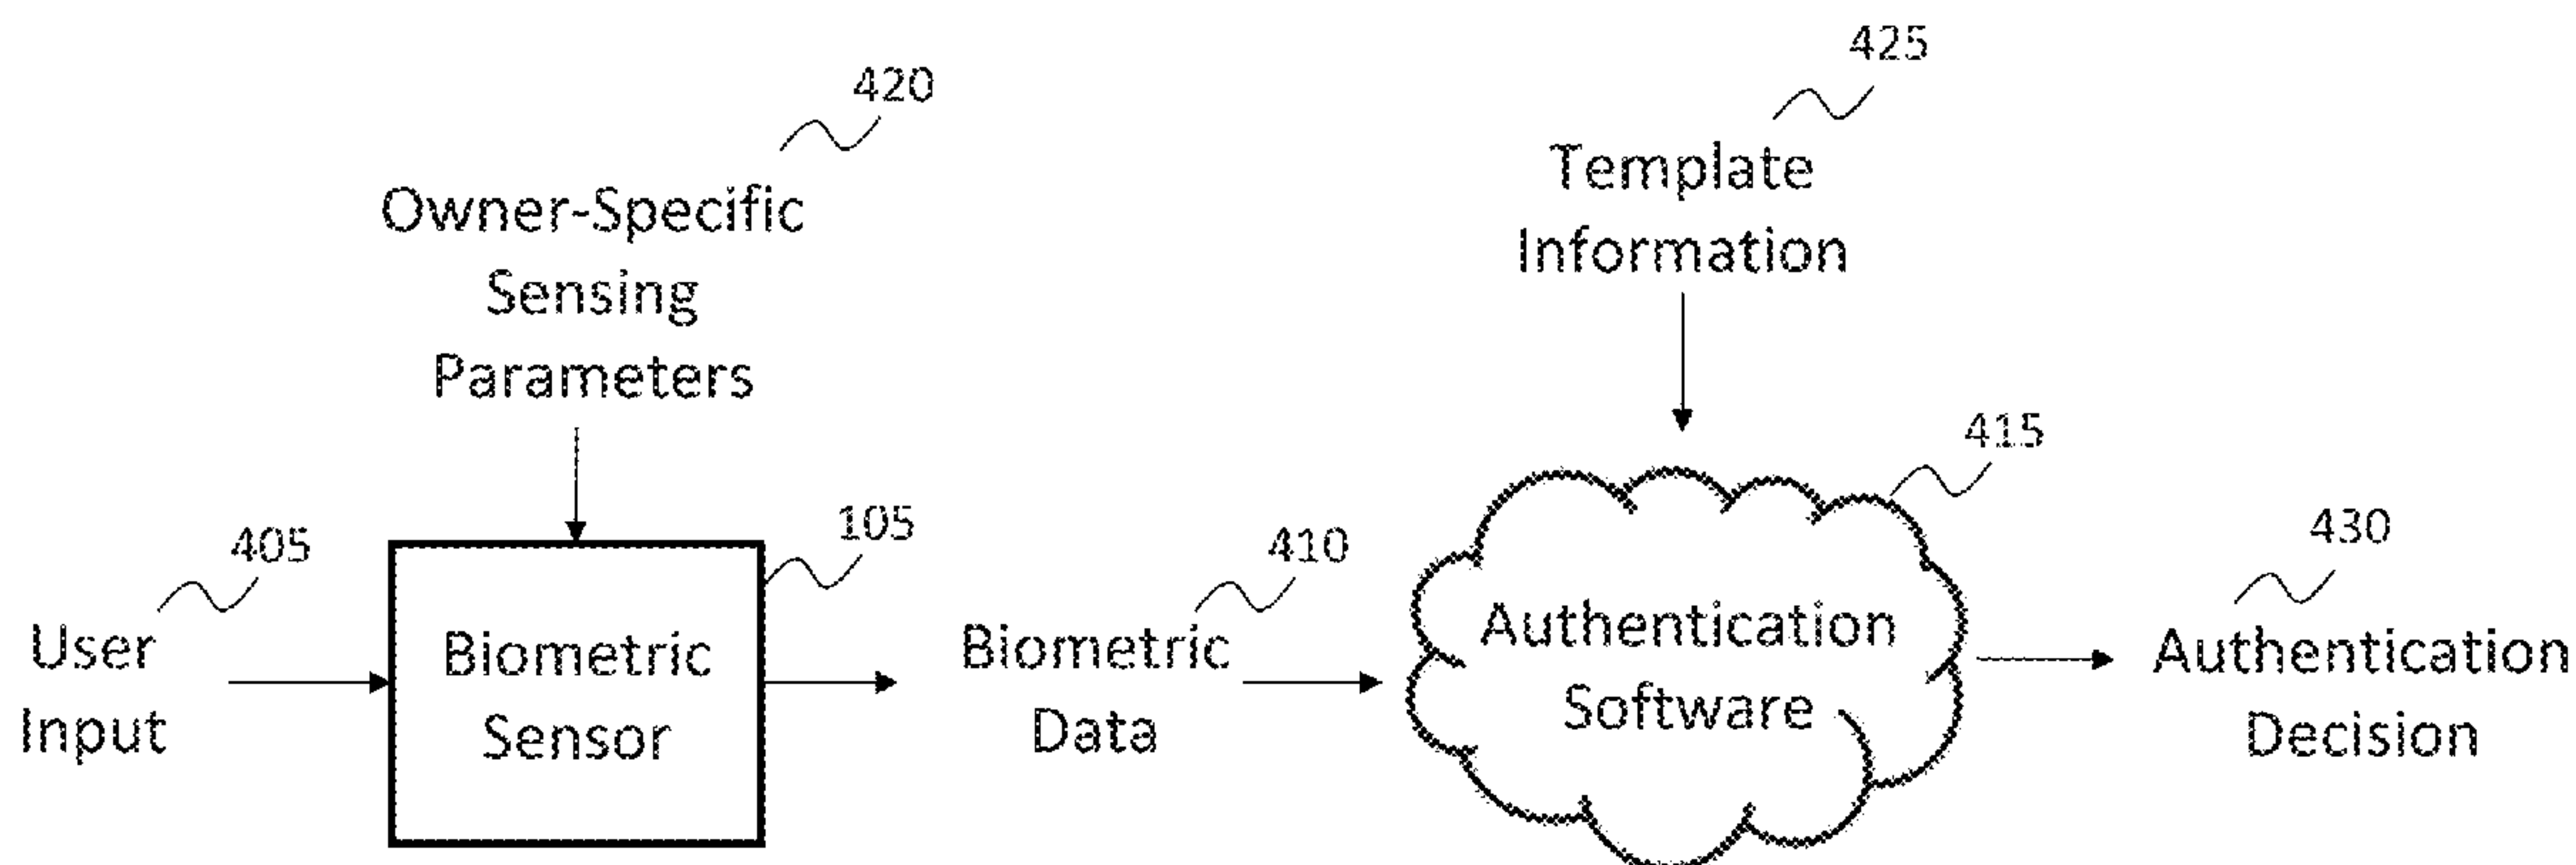 425
420
Template
Information
Owner-Specific
Sensing
Parameters
415
105
405
410
430
User
Input
Biometric
Sensor
Biometric
Data
Authentication
Software
Authentication
Decision